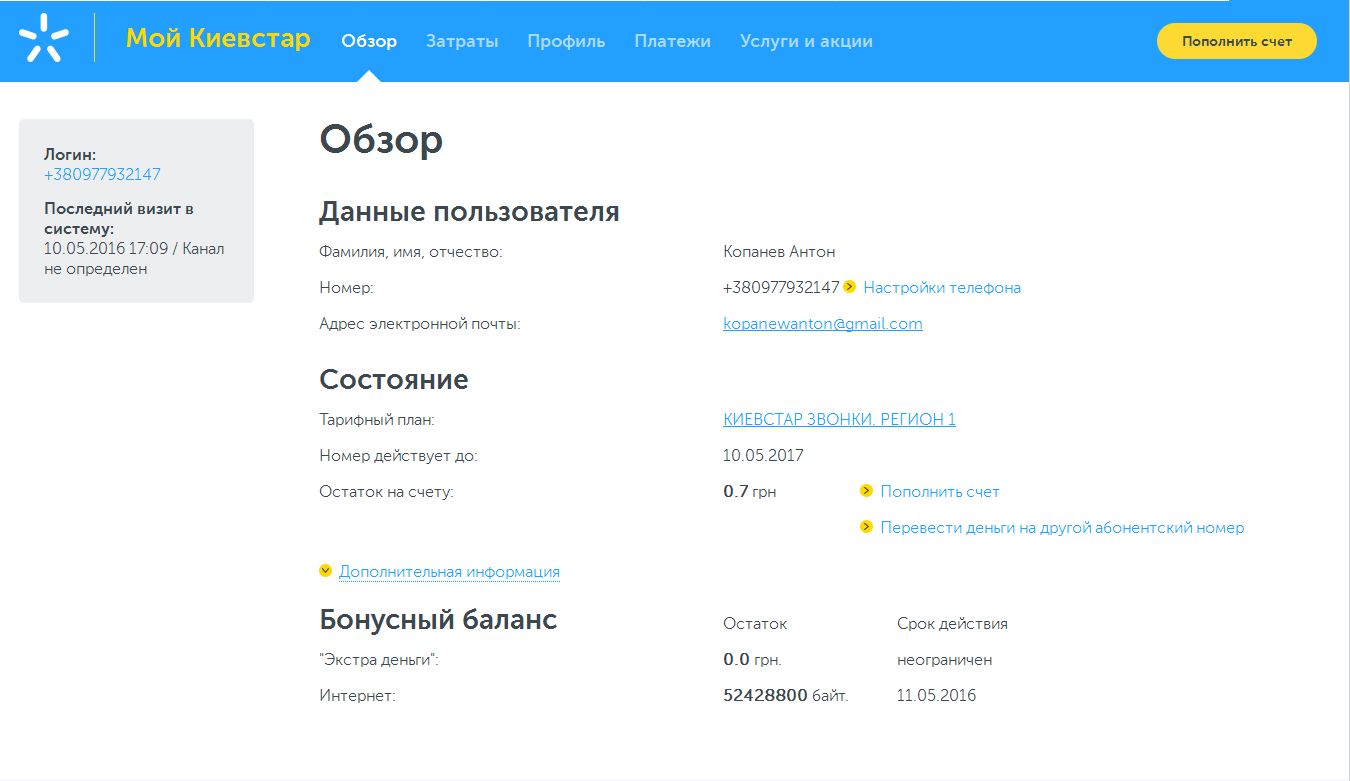 Мой Киевстар Обзор Затраты Профиль Платежи Услуги и акции Пополнить счет
Логин:
+380977932147
Последний визит в
систему:
10.05.2016 17:09 / Канал
не определен
Обзор
Данные пользователя
Фамилия, имя, отчество: Копанев Антон
Номер: +380977932147 Настройки телефона
Адрес электронной почты: kopanewanton@gmail.com
Состояние
Тарифный план: КИЕВСТАР ЗВОНКИ. РЕГИОН 1
Номер действует до: 10.05.2017
Остаток на счету: 0.7 грн Пополнить счет
Перевести деньги на другой абонентский номер
Дополнительная информация
Бонусный баланс Остаток Срок действия
"Экстра деньги": 0.0 грн. неограничен
Интернет: 52428800 байт. 11.05.2016